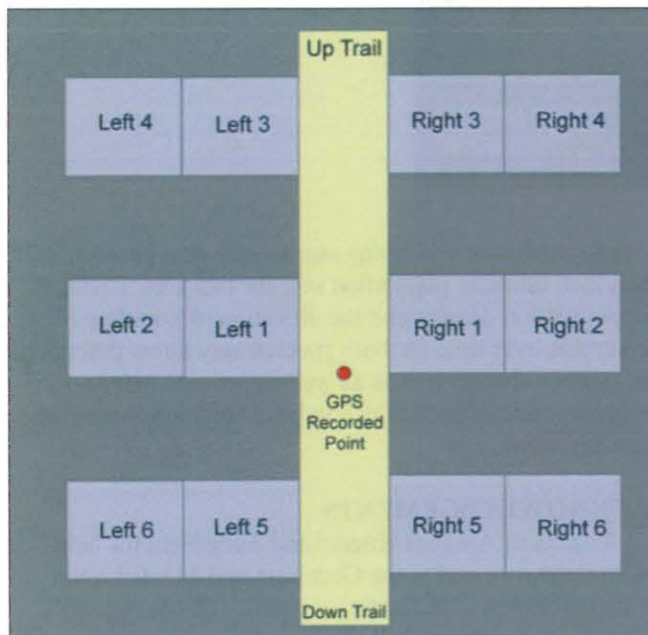 Up Trail
Left 4 Left 3 Right 3 Right 4
Left 2 Left 1 Right 1 Right 2
GPS
Recorded
Point
Left 6 Left 5 Right 5 Right 6
Down Trail